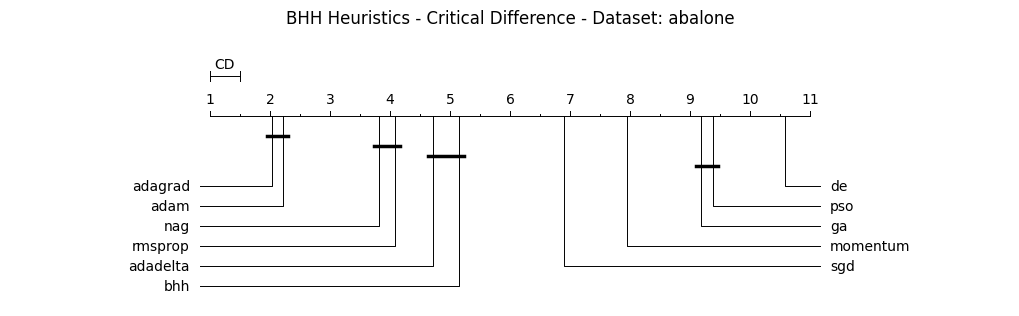 BHH Heuristics - Critical Difference - Dataset: abalone
CD
1 2 3 4 5 6 7 8 9 10 11
adagrad de
adam pso
nag ga
rmsprop momentum
adadelta sgd
bhh